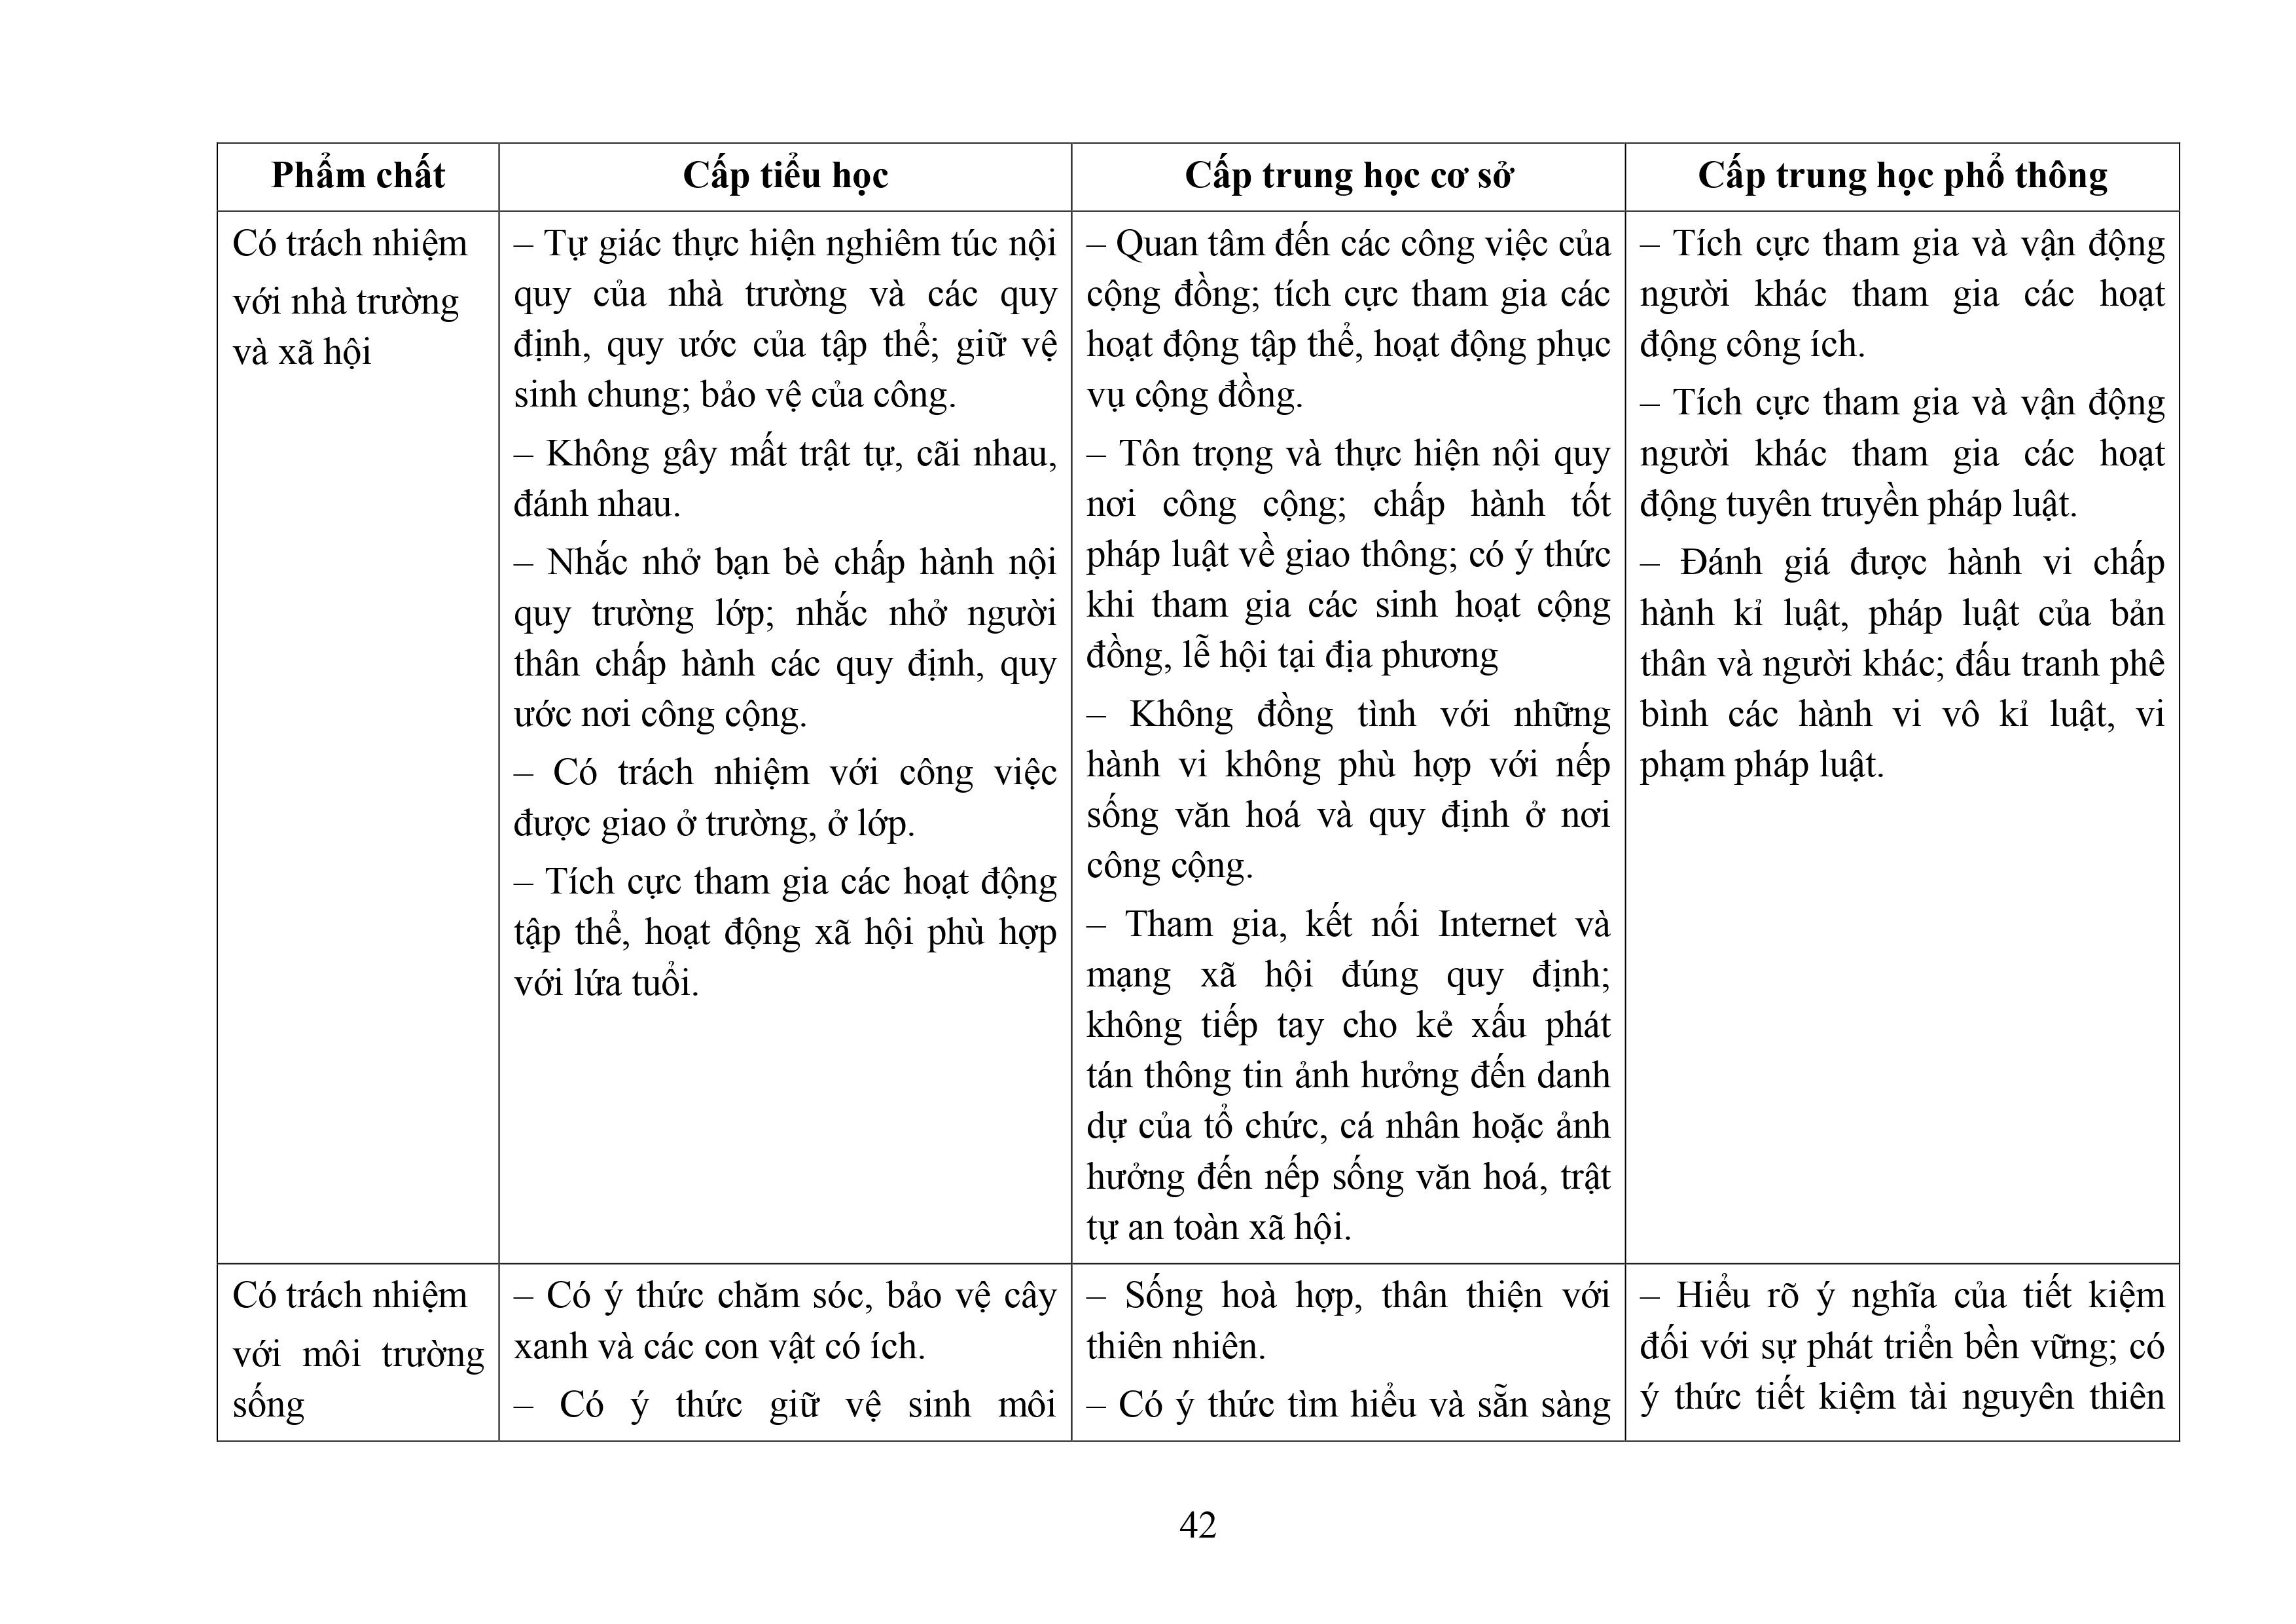 Phẩm chất
Cấp tiểu học
Cấp trung học cơ sở
Cấp trung học phổ thông
Có trách nhiệm
với nhà trường
và xã hội
– Tự giác thực hiện nghiêm túc nội
quy của nhà trường và các quy
định, quy ước của tập thể; giữ vệ
sinh chung; bảo vệ của công.
– Không gây mất trật tự, cãi nhau,
đánh nhau.
– Nhắc nhở bạn bè chấp hành nội
quy trường lớp; nhắc nhở người
thân chấp hành các quy định, quy
ước nơi công cộng.
– Có trách nhiệm với công việc
được giao ở trường, ở lớp.
– Tích cực tham gia các hoạt động
tập thể, hoạt động xã hội phù hợp
với lứa tuổi.
– Quan tâm đến các công việc của
cộng đồng; tích cực tham gia các
hoạt động tập thể, hoạt động phục
vụ cộng đồng.
– Tôn trọng và thực hiện nội quy
nơi công cộng; chấp hành tốt
pháp luật về giao thông; có ý thức
khi tham gia các sinh hoạt cộng
đồng, lễ hội tại địa phương
– Không đồng tình với những
hành vi không phù hợp với nếp
sống văn hoá và quy định ở nơi
công cộng.
– Tham gia, kết nối Internet và
mạng xã hội đúng quy định;
không tiếp tay cho kẻ xấu phát
tán thông tin ảnh hưởng đến danh
dự của tổ chức, cá nhân hoặc ảnh
hưởng đến nếp sống văn hoá, trật
tự an toàn xã hội.
– Tích cực tham gia và vận động
người khác tham gia các hoạt
động công ích.
– Tích cực tham gia và vận động
người khác tham gia các hoạt
động tuyên truyền pháp luật.
– Đánh giá được hành vi chấp
hành kỉ luật, pháp luật của bản
thân và người khác; đấu tranh phê
bình các hành vi vô kỉ luật, vi
phạm pháp luật.
Có trách nhiệm
với môi trường
sống
– Có ý thức chăm sóc, bảo vệ cây
xanh và các con vật có ích.
– Có ý thức giữ vệ sinh môi
– Sống hoà hợp, thân thiện với
thiên nhiên.
– Có ý thức tìm hiểu và sẵn sàng
– Hiểu rõ ý nghĩa của tiết kiệm
đối với sự phát triển bền vững; có
ý thức tiết kiệm tài nguyên thiên
42